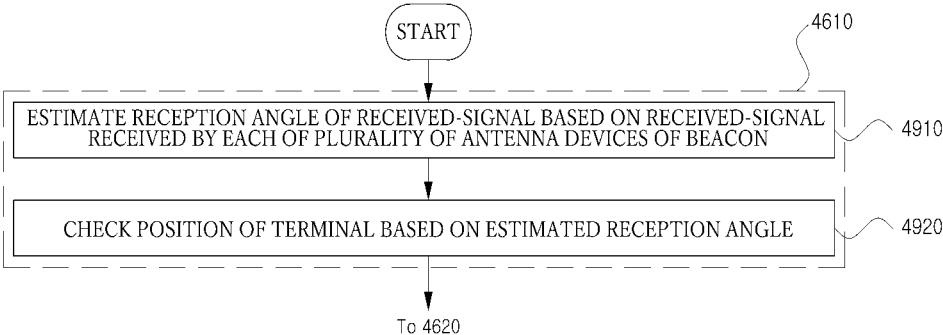 START
4610
ESTIMATE RECEPTION ANGLE OF RECEIVED-SIGNAL BASED ON RECEIVED-SIGNAL
RECEIVED BY EACH OF PLURALITY OF ANTENNA DEVICES OF BEACON
4910
CHECK POSITION OF TERMINAL BASED ON ESTIMATED RECEPTION ANGLE
4920
To 4620